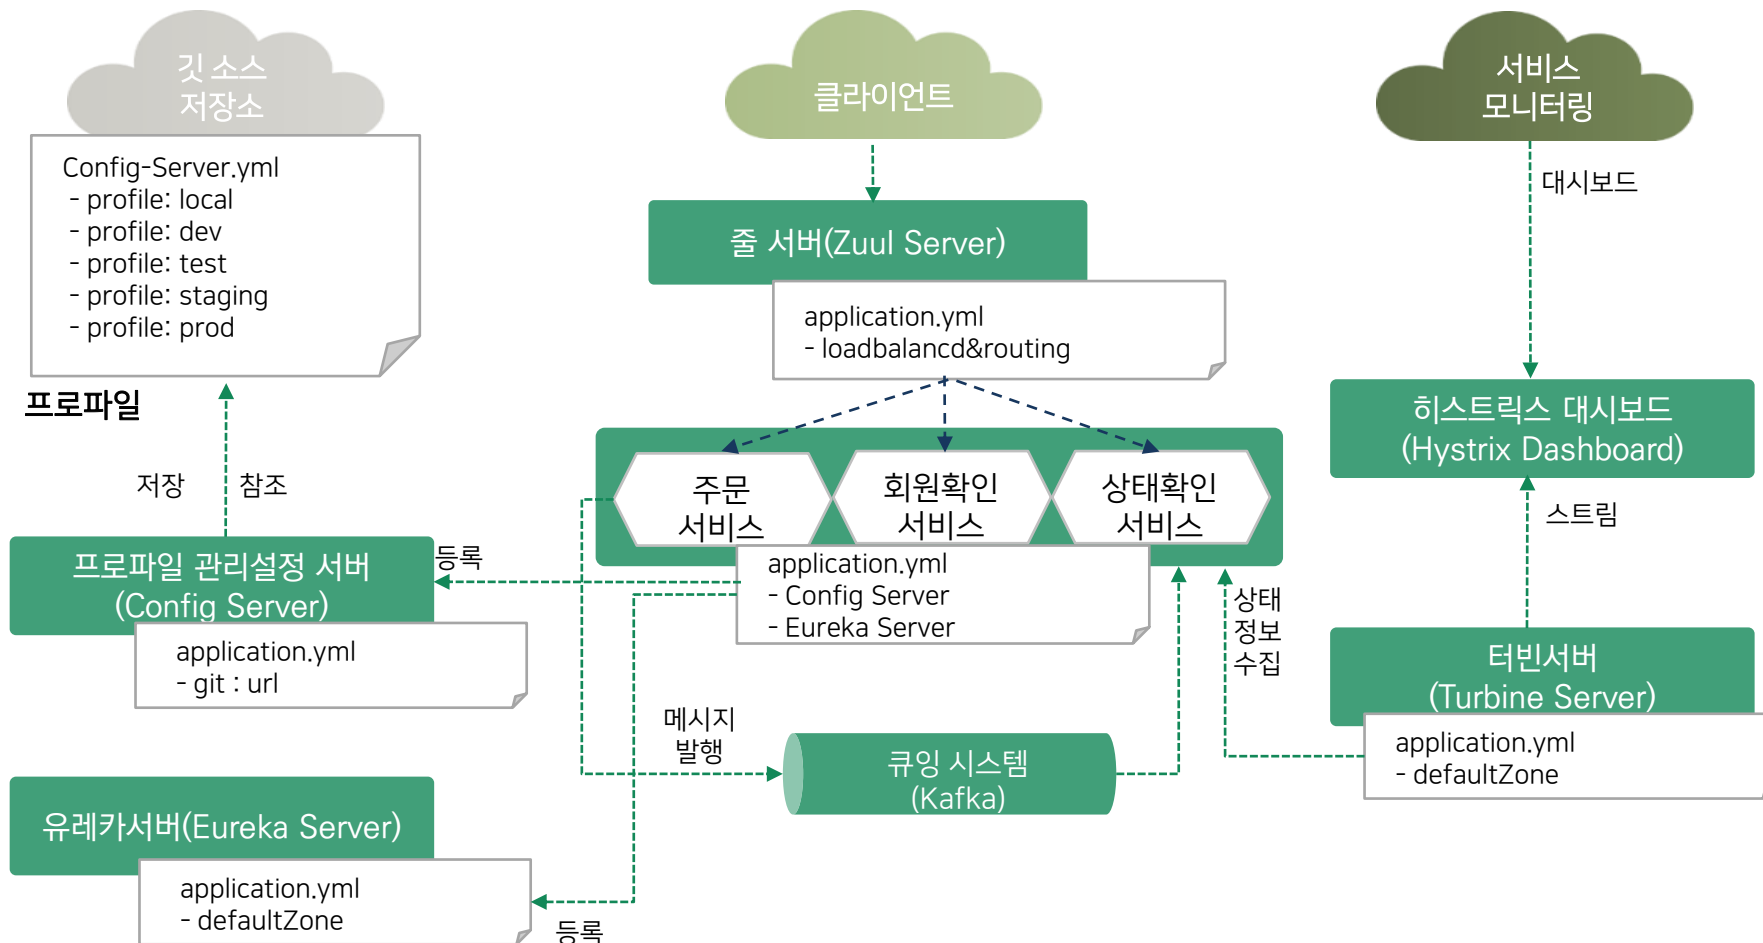 깃 소스
저장소
Config-Server.yml
- profile: local
- profile: dev
- profile: test
- profile: staging
- profile: prod
프로파일
저장
참조
프로파일 관리설정 서버
(Config Server)
application.yml
- git : url
유레카서버(Eureka Server)
application.yml
- defaultZone
클라이언트
줄 서버(Zuul Server)
application.yml
- loadbalancd&routing
주문
서비스
회원확인
서비스
상태확인
서비스
application.yml
- Config Server
- Eureka Server
등록
등록
메시지
발행
큐잉 시스템
(Kafka)
상태
정보
수집
서비스
모니터링
대시보드
히스트릭스 대시보드
(Hystrix Dashboard)
스트림
터빈서버
(Turbine Server)
application.yml
- defaultZone